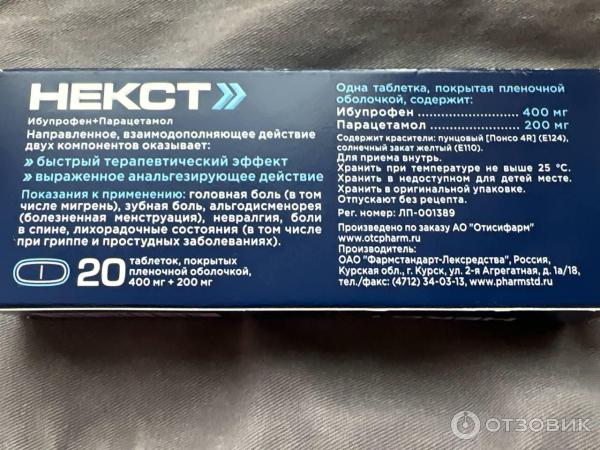 НЕКСТ
Ибупрофен+Парацетамол
Направленное, взаимодополняющее действие
двух компонентов оказывает:
» быстрый терапевтический эффект
» выраженное анальгезирующее действие
Показания к применению: головная боль (в том
числе мигрень), зубная боль, альгодисменорея
(болезненная менструация), невралгия, боли
в спине, лихорадочные состояния (в том числе
при гриппе и простудных заболеваниях).
20 таблеток, покрытых
пленочной оболочкой,
400 мг + 200 мг
Одна таблетка, покрытая пленочной
оболочкой, содержит:
Ибупрофен ........................ 400 мг
Парацетамол .................... 200 мг
Содержит красители: пунцовый [Понсо 4R] (E124),
солнечный закат желтый (E110).
Для приема внутрь.
Хранить при температуре не выше 25 °C.
Хранить в недоступном для детей месте.
Хранить в оригинальной упаковке.
Отпускают без рецепта.
Рег. номер: ЛП-001389
Произведено по заказу АО "Отисифарм"
www.otcpharm.ru
Производитель:
ОАО "Фармстандарт-Лексредства", Россия,
Курская обл., г. Курск, ул. 2-я Агрегатная, д. 1а/18,
тел./факс: (4712) 34-03-13, www.pharmstd.ru
ОТЗОВИК